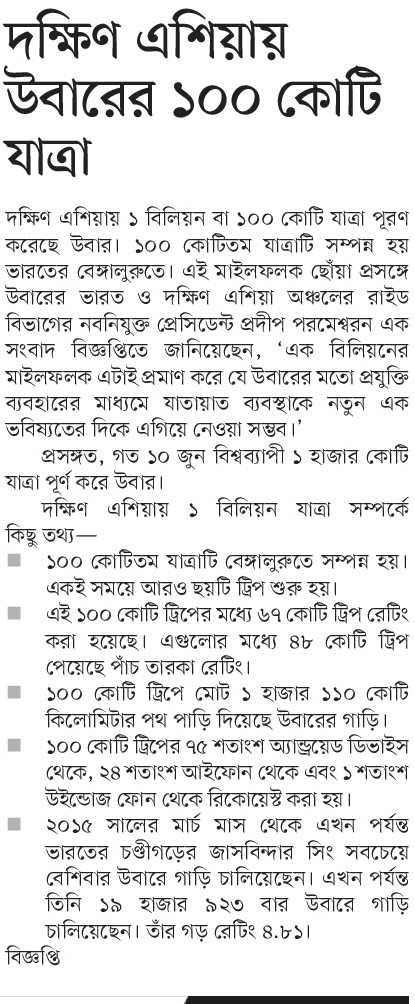 দক্ষিণ এশিয়ায়
উবারের ১০০ কোটি
যাত্রা
দক্ষিণ এশিয়ায় ১ বিলিয়ন বা ১০০ কোটি যাত্রা পূরণ
করেছে উবার। ১০০ কোটিতম যাত্রাটি সম্পন্ন হয়
ভারতের বেঙ্গালুরুতে। এই মাইলফলক ছোঁয়া প্রসঙ্গে
উবারের ভারত ও দক্ষিণ এশিয়া অঞ্চলের রাইড
বিভাগের নবনিযুক্ত প্রেসিডেন্ট প্রদীপ পরমেশ্বরন এক
সংবাদ বিজ্ঞপ্তিতে জানিয়েছেন, ‘এক বিলিয়নের
মাইলফলক এটাই প্রমাণ করে যে উবারের মতো প্রযুক্তি
ব্যবহারের মাধ্যমে যাতায়াত ব্যবস্থাকে নতুন এক
ভবিষ্যতের দিকে এগিয়ে নেওয়া সম্ভব।’
প্রসঙ্গত, গত ১০ জুন বিশ্বব্যাপী ১ হাজার কোটি
যাত্রা পূর্ণ করে উবার।
দক্ষিণ এশিয়ায় ১ বিলিয়ন যাত্রা সম্পর্কে
কিছু তথ্য—
■ ১০০ কোটিতম যাত্রাটি বেঙ্গালুরুতে সম্পন্ন হয়।
একই সময়ে আরও ছয়টি ট্রিপ শুরু হয়।
■ এই ১০০ কোটি ট্রিপের মধ্যে ৬৭ কোটি ট্রিপ রেটিং
করা হয়েছে। এগুলোর মধ্যে ৪৮ কোটি ট্রিপ
পেয়েছে পাঁচ তারকা রেটিং।
■ ১০০ কোটি ট্রিপে মোট ১ হাজার ১১০ কোটি
কিলোমিটার পথ পাড়ি দিয়েছে উবারের গাড়ি।
■ ১০০ কোটি ট্রিপের ৭৫ শতাংশ অ্যান্ড্রয়েড ডিভাইস
থেকে, ২৪ শতাংশ আইফোন থেকে এবং ১ শতাংশ
উইন্ডোজ ফোন থেকে রিকোয়েস্ট করা হয়।
■ ২০১৫ সালের মার্চ মাস থেকে এখন পর্যন্ত
ভারতের চণ্ডীগড়ের জাসবিন্দার সিং সবচেয়ে
বেশিবার উবারে গাড়ি চালিয়েছেন। এখন পর্যন্ত
তিনি ১৯ হাজার ৯২৩ বার উবারে গাড়ি
চালিয়েছেন। তাঁর গড় রেটিং ৪.৮১।
বিজ্ঞপ্তি